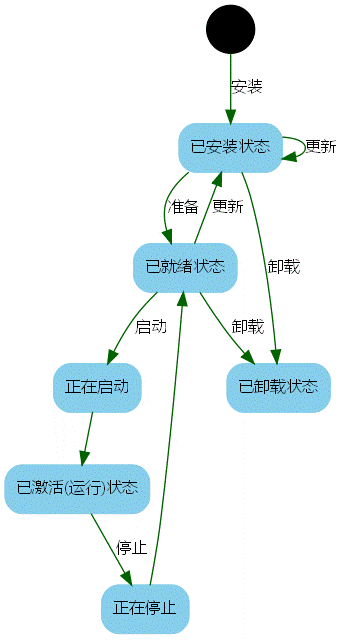 安装
已安装状态
更新
准备
更新
卸载
已就绪状态
启动
卸载
正在启动
已卸载状态
已激活(运行)状态
停止
正在停止